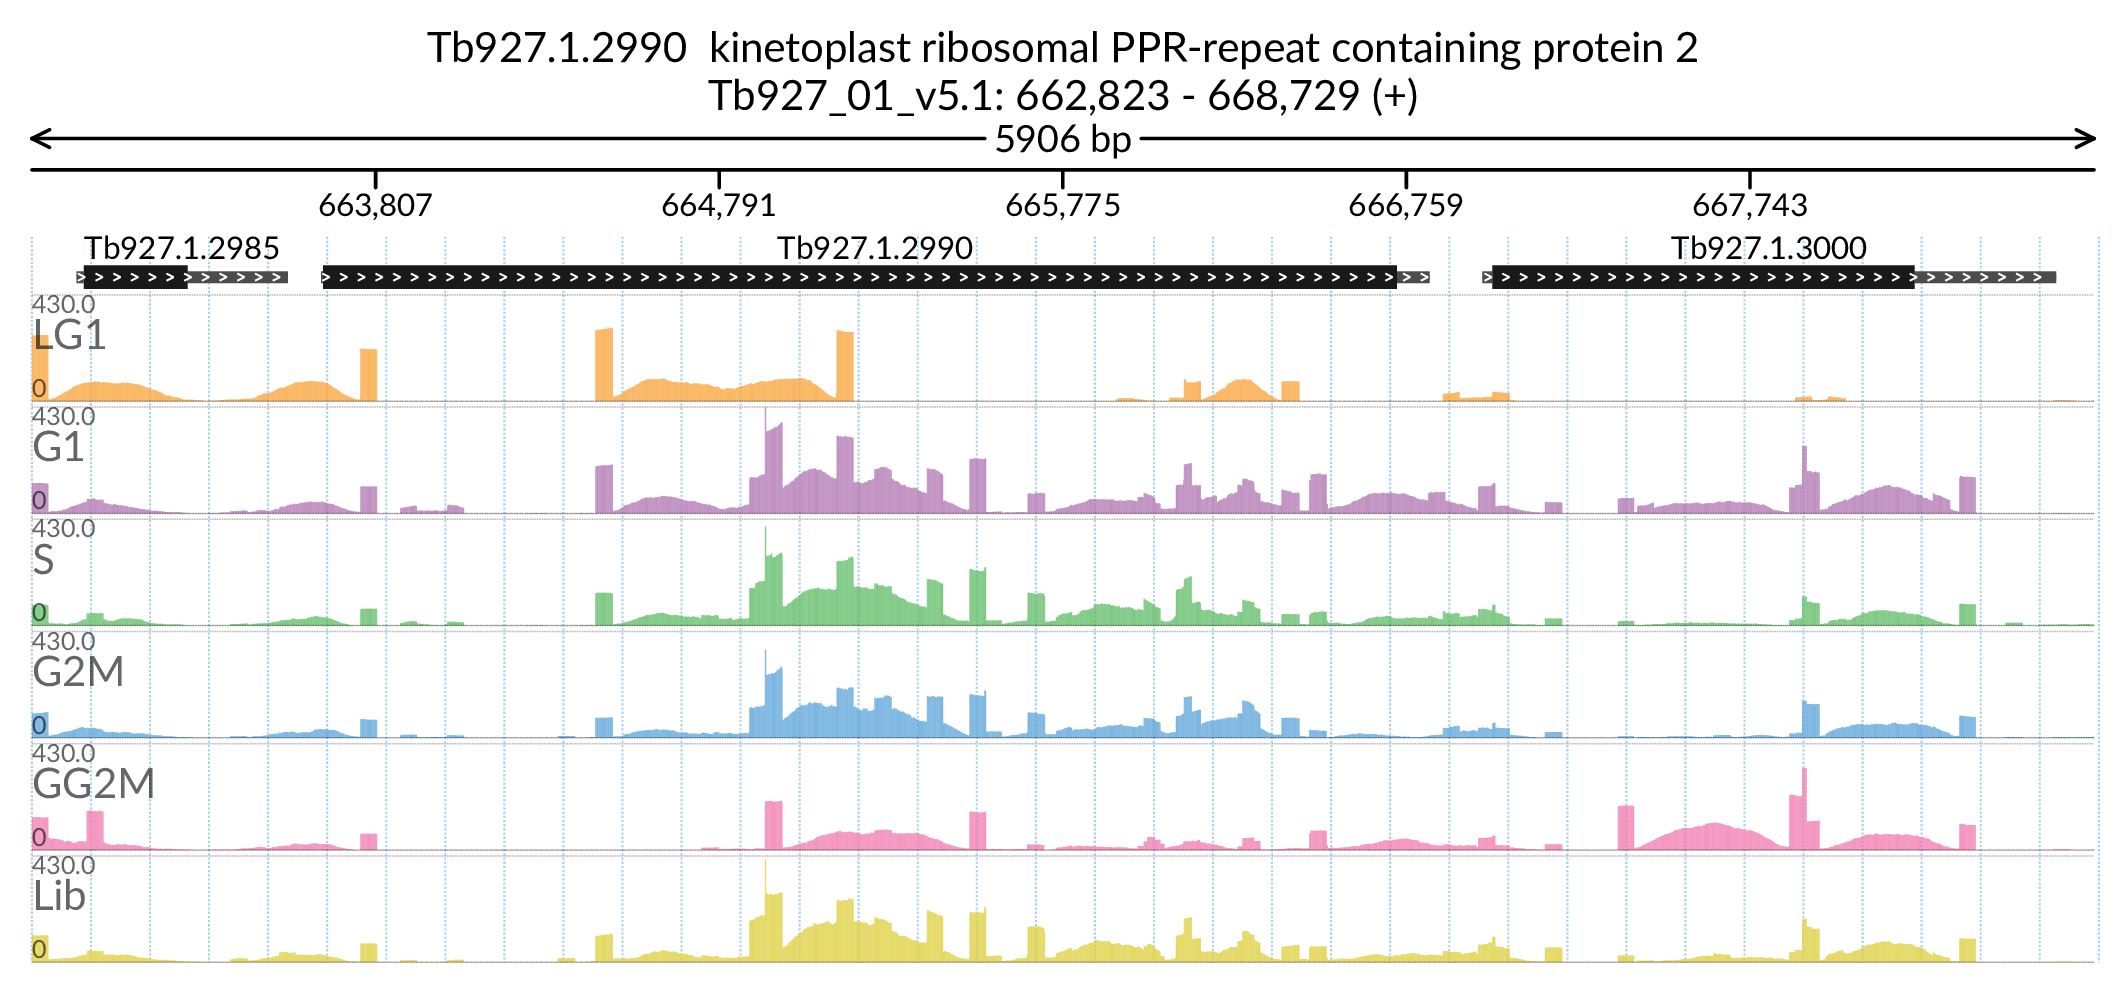 Tb927.1.2990 kinetoplast ribosomal PPR-repeat containing protein 2
Tb927_01_v5.1: 662,823 - 668,729 (+)
5906 bp
663,807 664,791 665,775 666,759 667,743
Tb927.1.2985 Tb927.1.2990 Tb927.1.3000
430.0
LG1
0
430.0
G1
0
430.0
S
0
430.0
G2M
0
430.0
GG2M
0
430.0
Lib
0